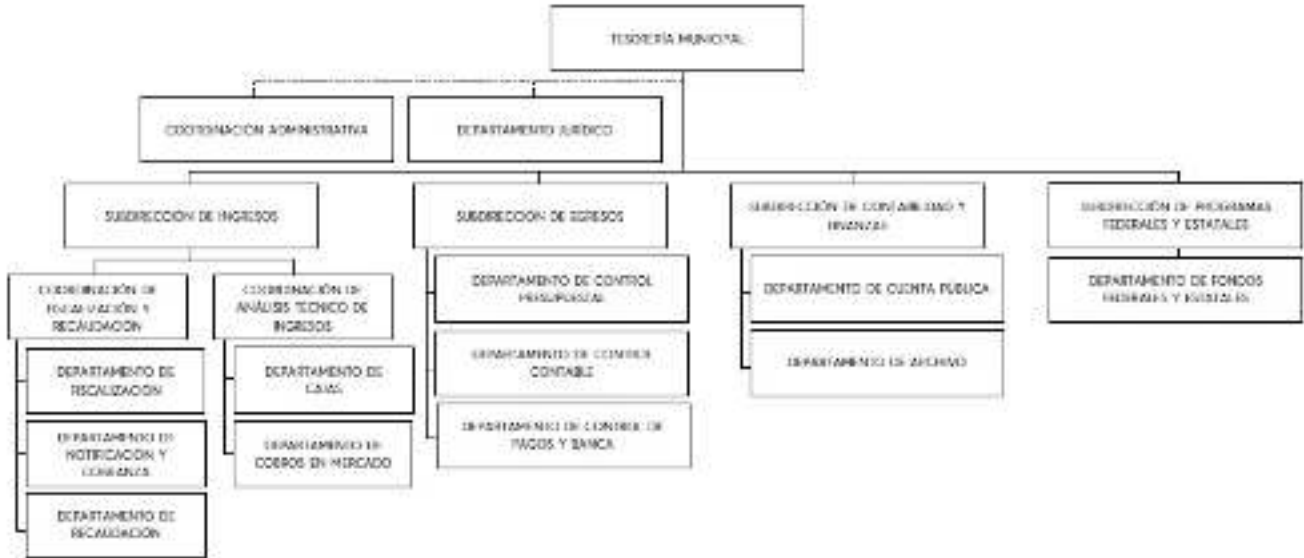 TESORERÍA MUNICIPAL
COORDINACIÓN ADMINISTRATIVA
DEPARTAMENTO JURÍDICO
SUBDIRECCIÓN DE INGRESOS
SUBDIRECCIÓN DE EGRESOS
SUBDIRECCIÓN DE CONTABILIDAD Y
FINANZAS
SUBDIRECCIÓN DE PROGRAMAS
FEDERALES Y ESTATALES
COORDINACIÓN DE
FISCALIZACIÓN Y
RECAUDACIÓN
COORDINACIÓN DE
ANÁLISIS TECNICO DE
INGRESOS
DEPARTAMENTO DE CONTROL
PRESUPUESTAL
DEPARTAMENTO DE CUENTA PÚBLICA
DEPARTAMENTO DE FONDOS
FEDERALES Y ESTATALES
DEPARTAMENTO DE
FISCALIZACIÓN
DEPARTAMENTO DE
CAJAS
DEPARTAMENTO DE CONTROL
CONTABLE
DEPARTAMENTO DE ARCHIVO
DEPARTAMENTO DE
NOTIFICACIÓN Y
COBRANZA
DEPARTAMENTO DE
COBROS EN MERCADO
DEPARTAMENTO DE CONTROL DE
PAGOS Y BANCA
DEPARTAMENTO DE
RECAUDACIÓN